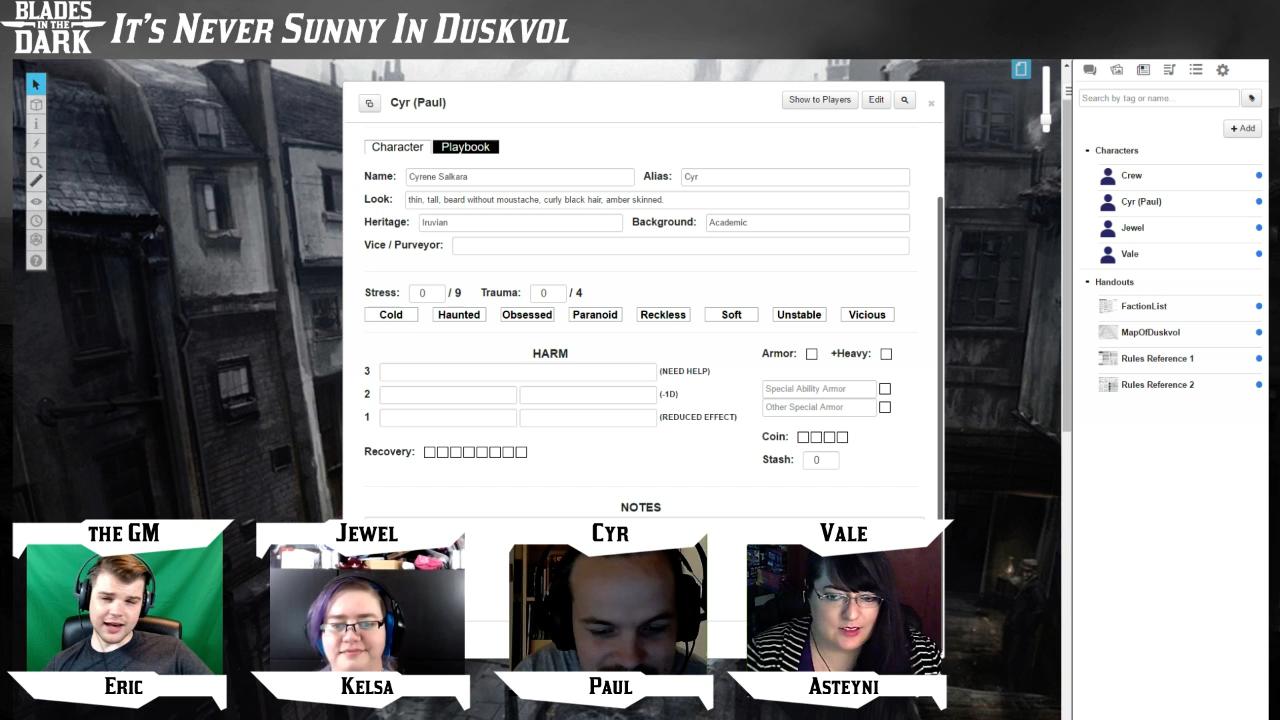 BLADES
IN THE
DARK
IT'S NEVER SUNNY IN DUSKVOL
Cyr (Paul)
Show to Players
Edit
Character
Playbook
Name:
Cyrene Salkara
Alias:
Cyr
Look:
thin, tall, beard without moustache, curly black hair, amber skinned.
Heritage:
Iruvian
Background:
Academic
Vice / Purveyor:
Stress:
0
/ 9
Trauma:
0
/ 4
Cold
Haunted
Obsessed
Paranoid
Reckless
Soft
Unstable
Vicious
HARM
3
(NEED HELP)
2
(-1D)
1
(REDUCED EFFECT)
Recovery:
Armor:
+Heavy:
Special Ability Armor
Other Special Armor
Coin:
Stash:
0
NOTES
Search by tag or name...
+ Add
Characters
Crew
Cyr (Paul)
Jewel
Vale
Handouts
FactionList
MapOfDuskvol
Rules Reference 1
Rules Reference 2
THE GM
JEWEL
CYR
VALE
ERIC
KELSA
PAUL
ASTEYNI